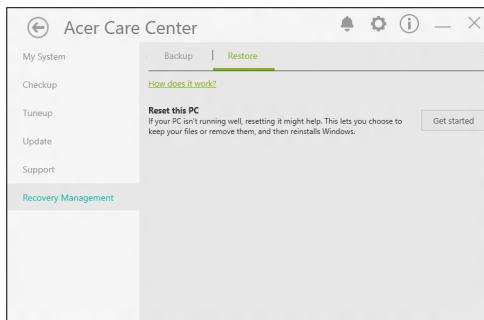 Acer Care Center
My System
Checkup
Tuneup
Update
Support
Recovery Management
Backup
Restore
How does it work?
Reset this PC
If your PC isn't running well, resetting it might help. This lets you choose to
keep your files or remove them, and then reinstalls Windows.
Get started